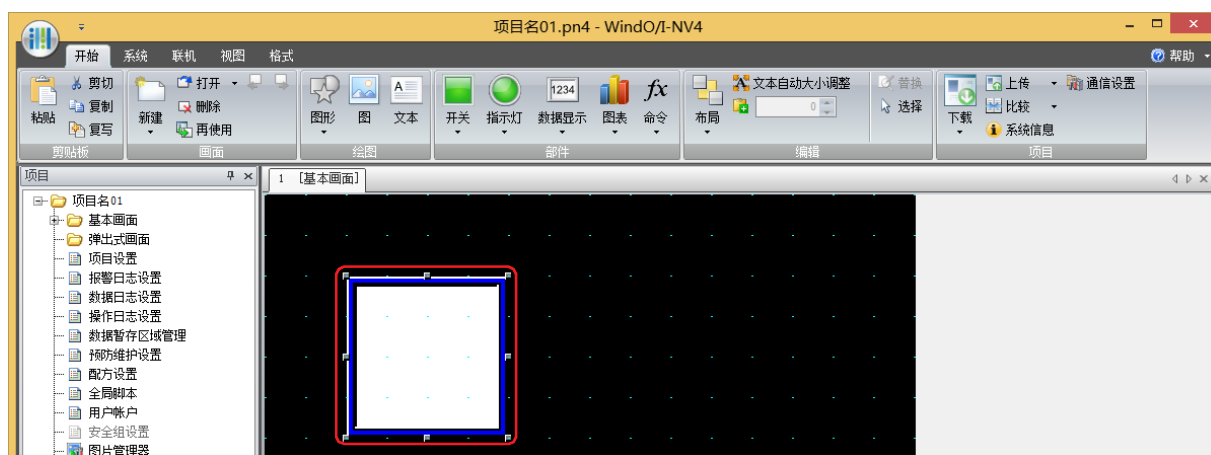 项目名01.pn4 - WindO/I-NV4
开始 系统 联机 视图 格式 帮助
剪切 打开 文本自动大小调整 替换 上传 通信设置
A 1234 fx
复制 删除 0 选择 比较
粘贴 新建 图形 图 文本 开关 指示灯 数据显示 图表 命令 布局 下载
复写 再使用 系统信息
剪贴板 画面 绘图 部件 编辑 项目
项目 1 [基本画面]
项目名01
基本画面
弹出式画面
项目设置
报警日志设置
数据日志设置
操作日志设置
数据暂存区域管理
预防维护设置
配方设置
全局脚本
用户帐户
安全组设置
图片管理器